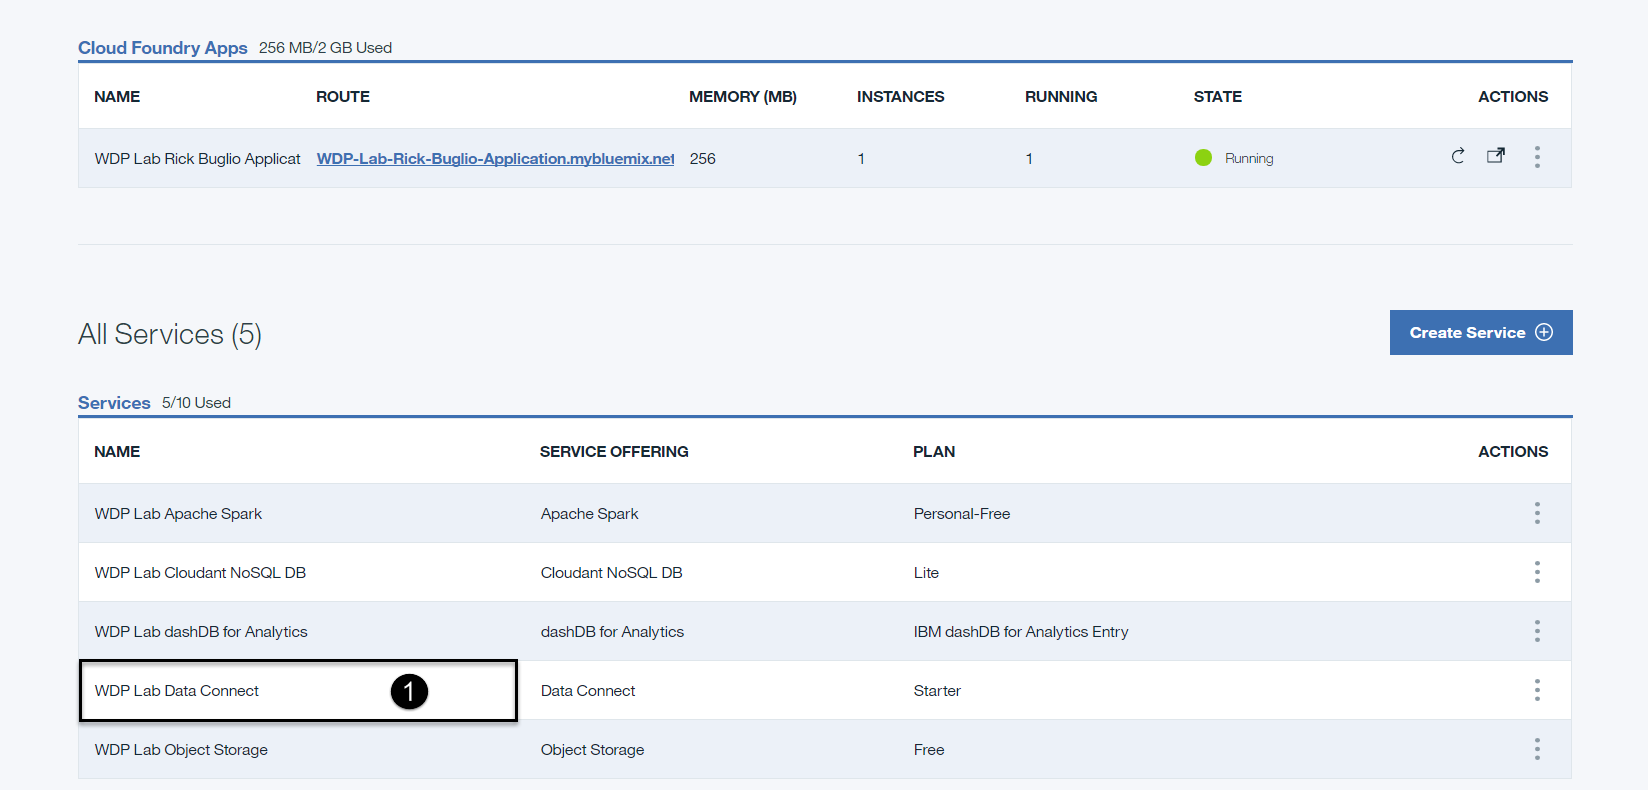 Cloud Foundry Apps 256 MB/2 GB Used
NAME ROUTE MEMORY (MB) INSTANCES RUNNING STATE ACTIONS
WDP Lab Rick Buglio Applicat WDP-Lab-Rick-Buglio-Application.mybluemix.net 256 1 1 Running
All Services (5) Create Service
Services 5/10 Used
NAME SERVICE OFFERING PLAN ACTIONS
WDP Lab Apache Spark Apache Spark Personal-Free
WDP Lab Cloudant NoSQL DB Cloudant NoSQL DB Lite
WDP Lab dashDB for Analytics dashDB for Analytics IBM dashDB for Analytics Entry
WDP Lab Data Connect 1 Data Connect Starter
WDP Lab Object Storage Object Storage Free